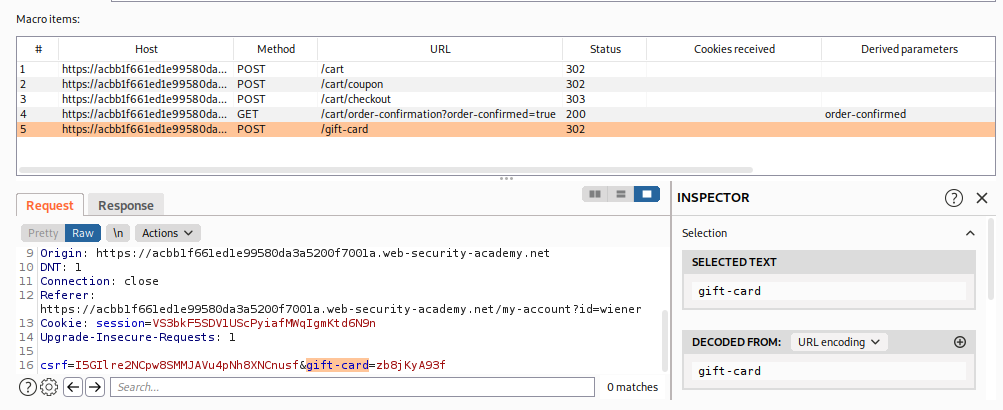 Macro items:
# Host Method URL Status Cookies received Derived parameters
1 https://acbb1f661ed1e99580da... POST /cart 302
2 https://acbb1f661ed1e99580da... POST /cart/coupon 302
3 https://acbb1f661ed1e99580da... POST /cart/checkout 303
4 https://acbb1f661ed1e99580da... GET /cart/order-confirmation?order-confirmed=true 200 order-confirmed
5 https://acbb1f661ed1e99580da... POST /gift-card 302
Request Response
Pretty Raw \n Actions
9 Origin: https://acbb1f661ed1e99580da3a5200f7001a.web-security-academy.net
10 DNT: 1
11 Connection: close
12 Referer:
https://acbb1f661ed1e99580da3a5200f7001a.web-security-academy.net/my-account?id=wiener
13 Cookie: session=VS3bkF5SDV1UScPyiafMWqIgmKtd6N9n
14 Upgrade-Insecure-Requests: 1
15
16 csrf=I5GIlre2NCpw8SMMJAVu4pNh8XNCnusf&gift-card=zb8jKyA93f
Search...
0 matches
INSPECTOR
Selection
SELECTED TEXT
gift-card
DECODED FROM: URL encoding
gift-card